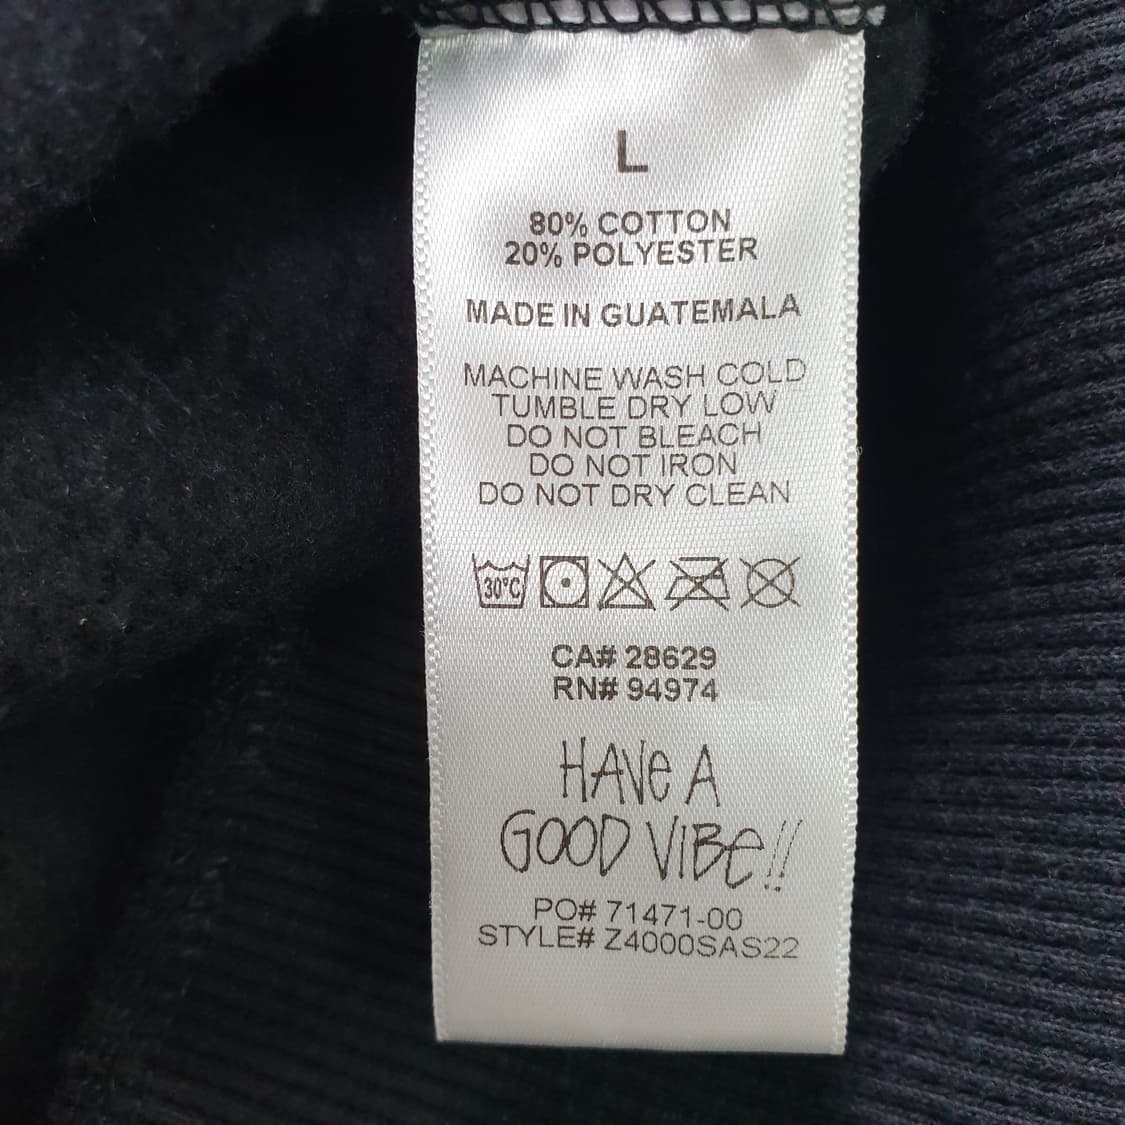 L
80% COTTON
20% POLYESTER
MADE IN GUATEMALA
MACHINE WASH COLD
TUMBLE DRY LOW
DO NOT BLEACH
DO NOT IRON
DO NOT DRY CLEAN
30°C
CA# 28629
RN# 94974
HAVe A
GOOD VIBe!!
PO# 71471-00
STYLE# Z4000SAS22